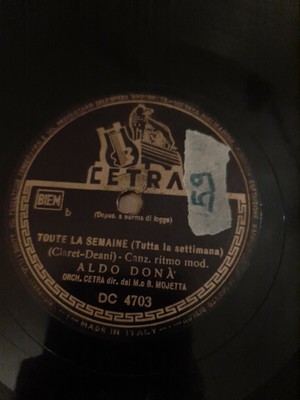 CETRA
59
BIEM
b
(Depos. a norma di legge)
TOUTE LA SEMAINE (Tutta la settimana)
(Claret-Deani) - Canz. ritmo mod.
ALDO DONÀ
ORCH. CETRA dir. dal M.o B. MOJETTA
DC 4703
MADE IN ITALY